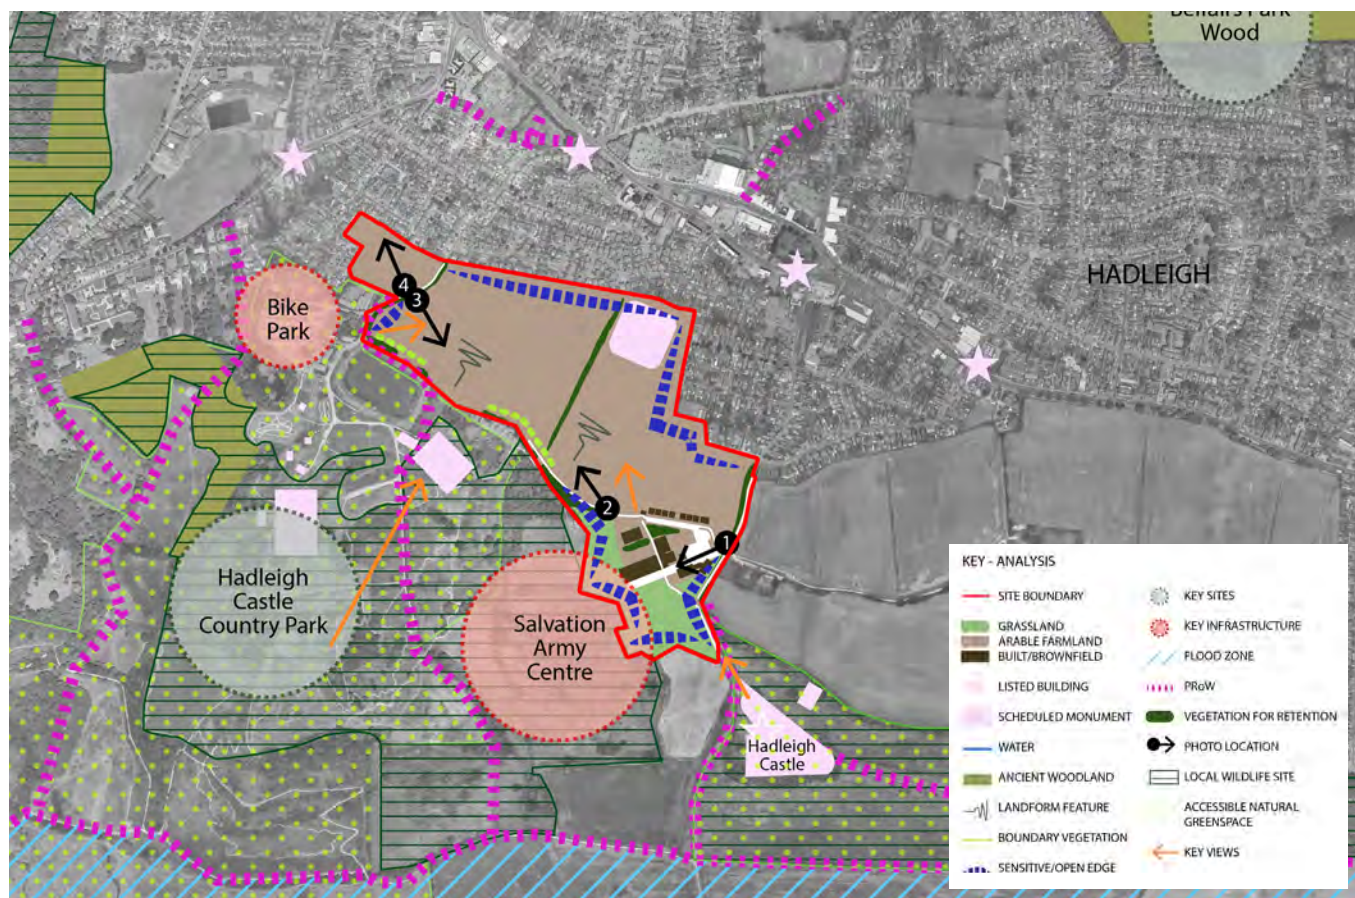 Belfairs Park
Wood
HADLEIGH
4
3
Bike
Park
2
1
Hadleigh
Castle
Country Park
Salvation
Army
Centre
Hadleigh
Castle
KEY - ANALYSIS
SITE BOUNDARY
GRASSLAND
ARABLE FARMLAND
BUILT/BROWNFIELD
LISTED BUILDING
SCHEDULED MONUMENT
WATER
ANCIENT WOODLAND
LANDFORM FEATURE
BOUNDARY VEGETATION
SENSITIVE/OPEN EDGE
KEY SITES
KEY INFRASTRUCTURE
FLOOD ZONE
PRoW
VEGETATION FOR RETENTION
PHOTO LOCATION
LOCAL WILDLIFE SITE
ACCESSIBLE NATURAL
GREENSPACE
KEY VIEWS